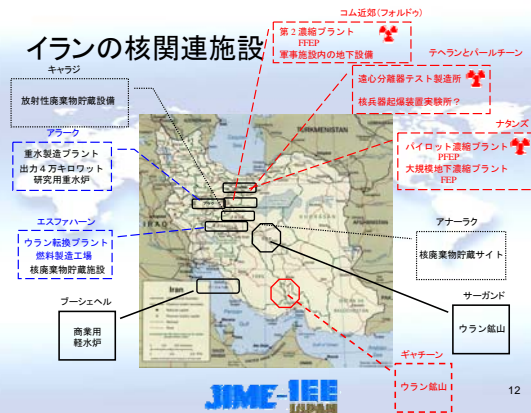 イランの核関連施設
コム近郊(フォルドゥ)
第2濃縮プラント
FFEP
軍事施設内の地下設備
テヘランとパールチーン
遠心分離器テスト製造所
核兵器起爆装置実験所?
キャラジ
放射性廃棄物貯蔵設備
アラーク
重水製造プラント
出力4万キロワット
研究用重水炉
ナタンズ
パイロット濃縮プラント
PFEP
大規模地下濃縮プラント
FEP
エスファハーン
ウラン転換プラント
燃料製造工場
核廃棄物貯蔵施設
アナーラク
核廃棄物貯蔵サイト
ブーシェヘル
商業用
軽水炉
サーガンド
ウラン鉱山
ギャチーン
ウラン鉱山
TURKMENISTAN
IRAQ
Iran
JIME-IEE
JAPAN
12